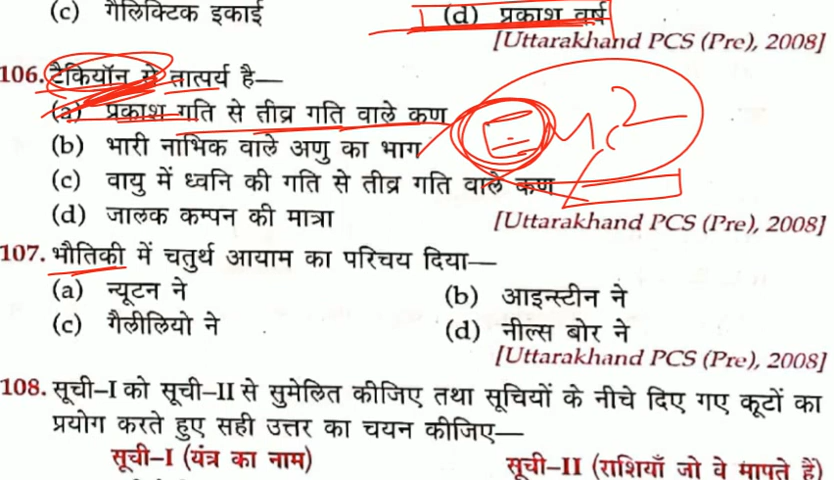 (c) गैलिक्टिक इकाई (d) प्रकाश वर्ष
[Uttarakhand PCS (Pre), 2008]
106. टैकियॉन से तात्पर्य है—
(a) प्रकाश गति से तीव्र गति वाले कण
(b) भारी नाभिक वाले अणु का भाग
(c) वायु में ध्वनि की गति से तीव्र गति वाले कण
(d) जालक कम्पन की मात्रा [Uttarakhand PCS (Pre), 2008]
107. भौतिकी में चतुर्थ आयाम का परिचय दिया—
(a) न्यूटन ने (b) आइन्स्टीन ने
(c) गैलीलियो ने (d) नील्स बोर ने
[Uttarakhand PCS (Pre), 2008]
108. सूची-I को सूची-II से सुमेलित कीजिए तथा सूचियों के नीचे दिए गए कूटों का
प्रयोग करते हुए सही उत्तर का चयन कीजिए—
सूची-I (यंत्र का नाम) सूची-II (राशियाँ जो वे मापते हैं)